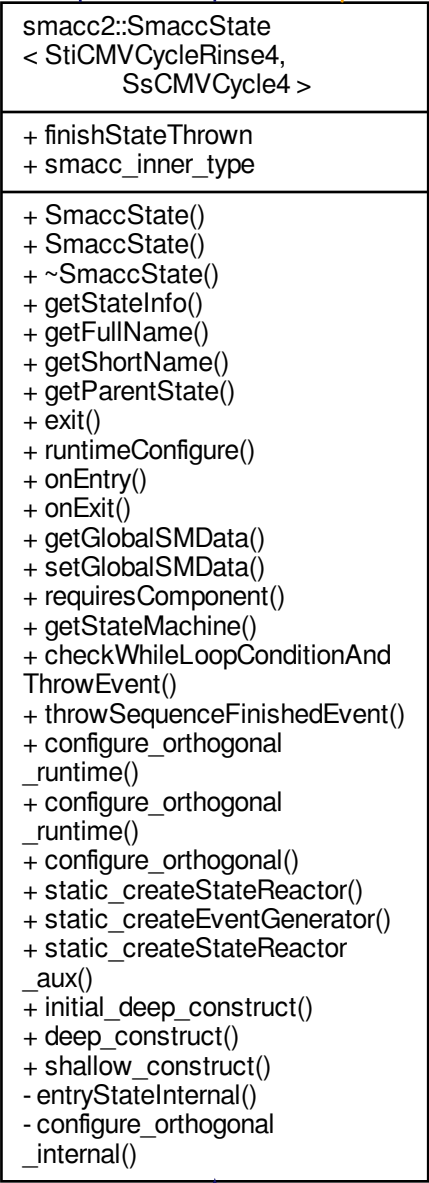 smacc2::SmaccState
< StiCMVCycleRinse4,
SsCMVCycle4 >
+ finishStateThrown
+ smacc_inner_type
+ SmaccState()
+ SmaccState()
+ ~SmaccState()
+ getStateInfo()
+ getFullName()
+ getShortName()
+ getParentState()
+ exit()
+ runtimeConfigure()
+ onEntry()
+ onExit()
+ getGlobalSMData()
+ setGlobalSMData()
+ requiresComponent()
+ getStateMachine()
+ checkWhileLoopConditionAnd
ThrowEvent()
+ throwSequenceFinishedEvent()
+ configure_orthogonal
_runtime()
+ configure_orthogonal
_runtime()
+ configure_orthogonal()
+ static_createStateReactor()
+ static_createEventGenerator()
+ static_createStateReactor
_aux()
+ initial_deep_construct()
+ deep_construct()
+ shallow_construct()
- entryStateInternal()
- configure_orthogonal
_internal()